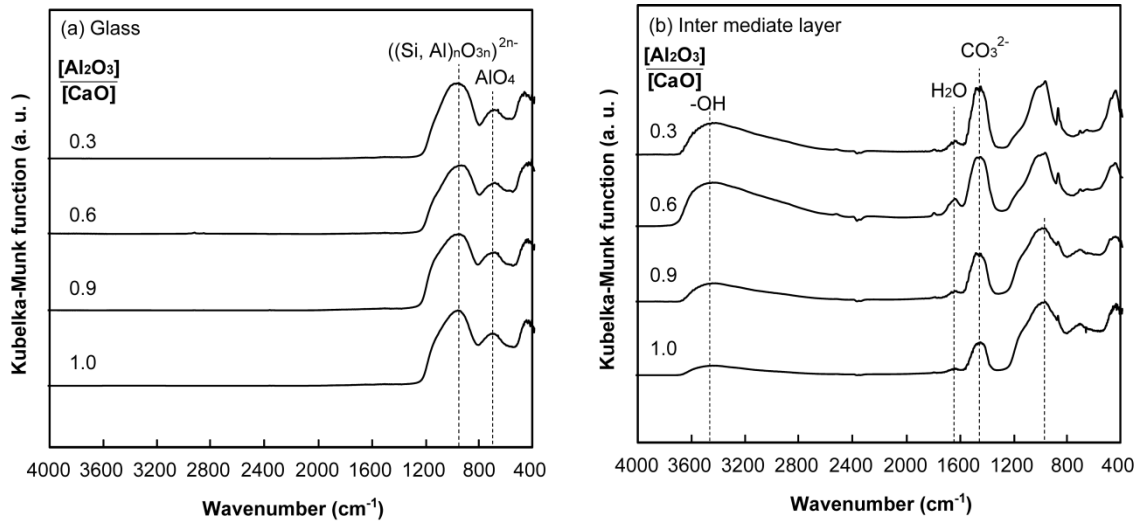 (a) Glass
((Si, Al)nO3n)2n-
AlO4
[Al2O3]
[CaO]
0.3
0.6
0.9
1.0
Kubelka-Munk function (a. u. )
4000 3600 3200 2800 2400 2000 1600 1200 800 400
Wavenumber (cm-1)
(b) Inter mediate layer
CO32-
[Al2O3]
[CaO]
H2O
-OH
0.3
0.6
0.9
1.0
Kubelka-Munk function (a. u. )
4000 3600 3200 2800 2400 2000 1600 1200 800 400
Wavenumber (cm-1)